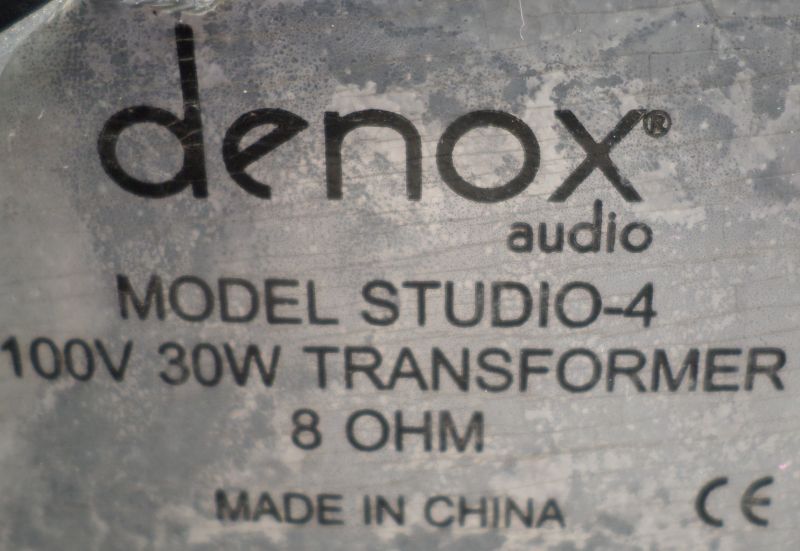 denox®
audio
MODEL STUDIO-4
100V 30W TRANSFORMER
8 OHM
MADE IN CHINA CE